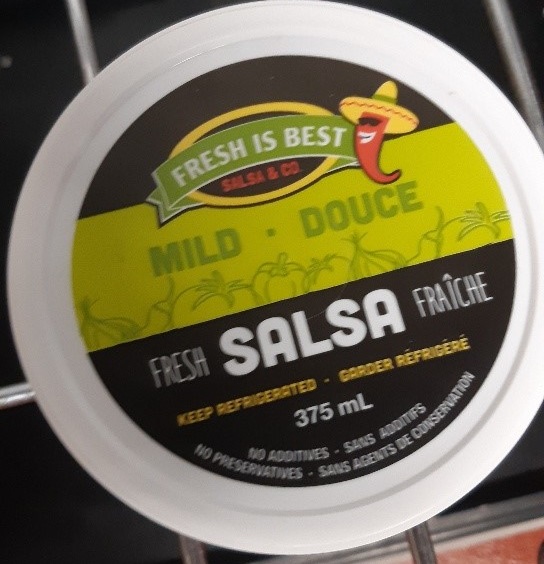 FRESH IS BEST
SALSA & CO.
MILD · DOUCE
FRESH SALSA FRAÎCHE
KEEP REFRIGERATED · GARDER RÉFRIGÉRÉ
375 mL
NO ADDITIVES · SANS ADDITIFS
NO PRESERVATIVES · SANS AGENTS DE CONSERVATION